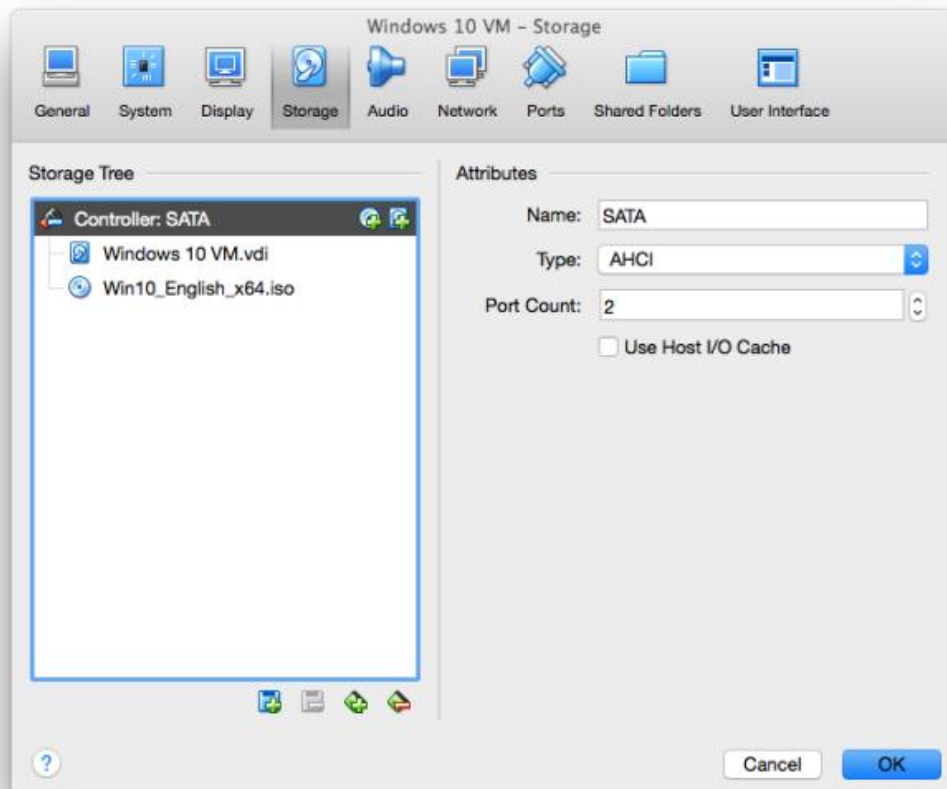 Windows 10 VM – Storage
General System Display Storage Audio Network Ports Shared Folders User Interface
Storage Tree
Controller: SATA
Windows 10 VM.vdi
Win10_English_x64.iso
Attributes
Name: SATA
Type: AHCI
Port Count: 2
Use Host I/O Cache
?
Cancel OK